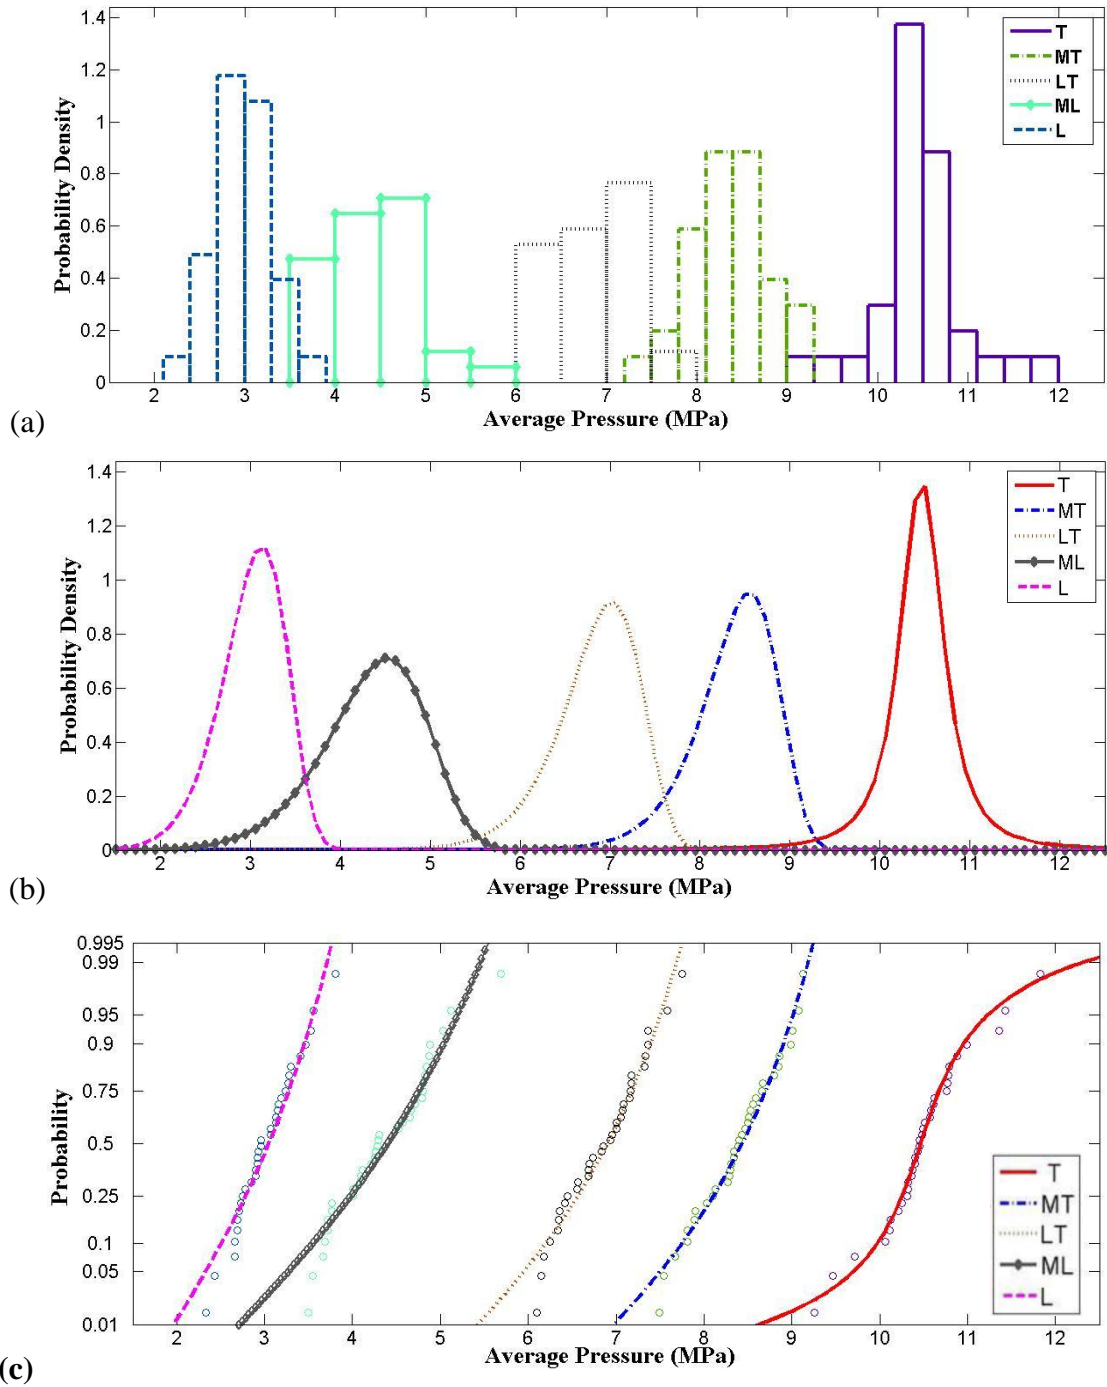 1.4
1.2
1
0.8
0.6
0.4
0.2
0
Probability Density
T
MT
LT
ML
L
2 3 4 5 6 7 8 9 10 11 12
Average Pressure (MPa)
(a)
1.4
1.2
1
0.8
0.6
0.4
0.2
0
Probability Density
T
MT
LT
ML
L
2 3 4 5 6 7 8 9 10 11 12
Average Pressure (MPa)
(b)
0.995
0.99
0.95
0.9
0.75
0.5
0.25
0.1
0.05
0.01
Probability
T
MT
LT
ML
L
2 3 4 5 6 7 8 9 10 11 12
Average Pressure (MPa)
(c)